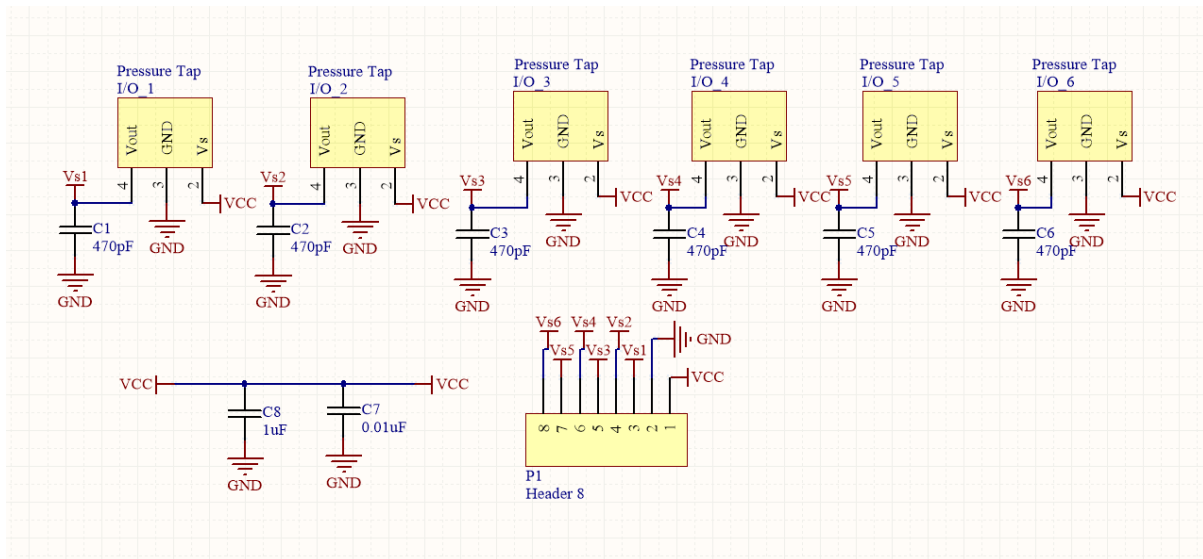 Pressure Tap
I/O_1
Vout
GND
Vs
4
3
2
Vs1
VCC
C1
470pF
GND
GND
Pressure Tap
I/O_2
Vout
GND
Vs
4
3
2
Vs2
VCC
C2
470pF
GND
GND
Pressure Tap
I/O_3
Vout
GND
Vs
4
3
2
Vs3
VCC
C3
470pF
GND
GND
Pressure Tap
I/O_4
Vout
GND
Vs
4
3
2
Vs4
VCC
C4
470pF
GND
GND
Pressure Tap
I/O_5
Vout
GND
Vs
4
3
2
Vs5
VCC
C5
470pF
GND
GND
Pressure Tap
I/O_6
Vout
GND
Vs
4
3
2
Vs6
VCC
C6
470pF
GND
GND
VCC
VCC
C8
1uF
GND
C7
0.01uF
GND
Vs6
Vs4
Vs2
GND
Vs5
Vs3
Vs1
VCC
8
7
6
5
4
3
2
1
P1
Header 8